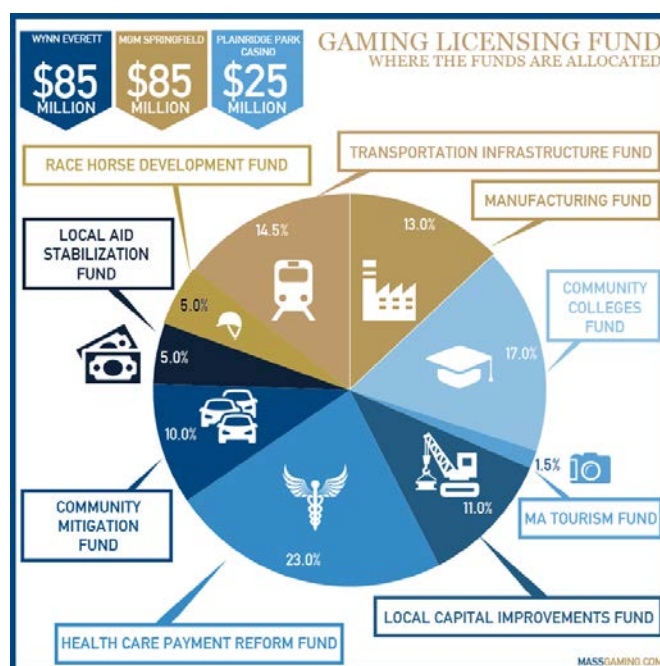 WYNN EVERETT
$85
MILLION
MGM SPRINGFIELD
$85
MILLION
PLAINRIDGE PARK
CASINO
$25
MILLION
GAMING LICENSING FUND
WHERE THE FUNDS ARE ALLOCATED
RACE HORSE DEVELOPMENT FUND
TRANSPORTATION INFRASTRUCTURE FUND
MANUFACTURING FUND
LOCAL AID
STABILIZATION
FUND
COMMUNITY
COLLEGES
FUND
14.5%
13.0%
5.0%
5.0%
17.0%
10.0%
1.5%
11.0%
23.0%
COMMUNITY
MITIGATION
FUND
MA TOURISM FUND
LOCAL CAPITAL IMPROVEMENTS FUND
HEALTH CARE PAYMENT REFORM FUND
MASSGAMING.COM